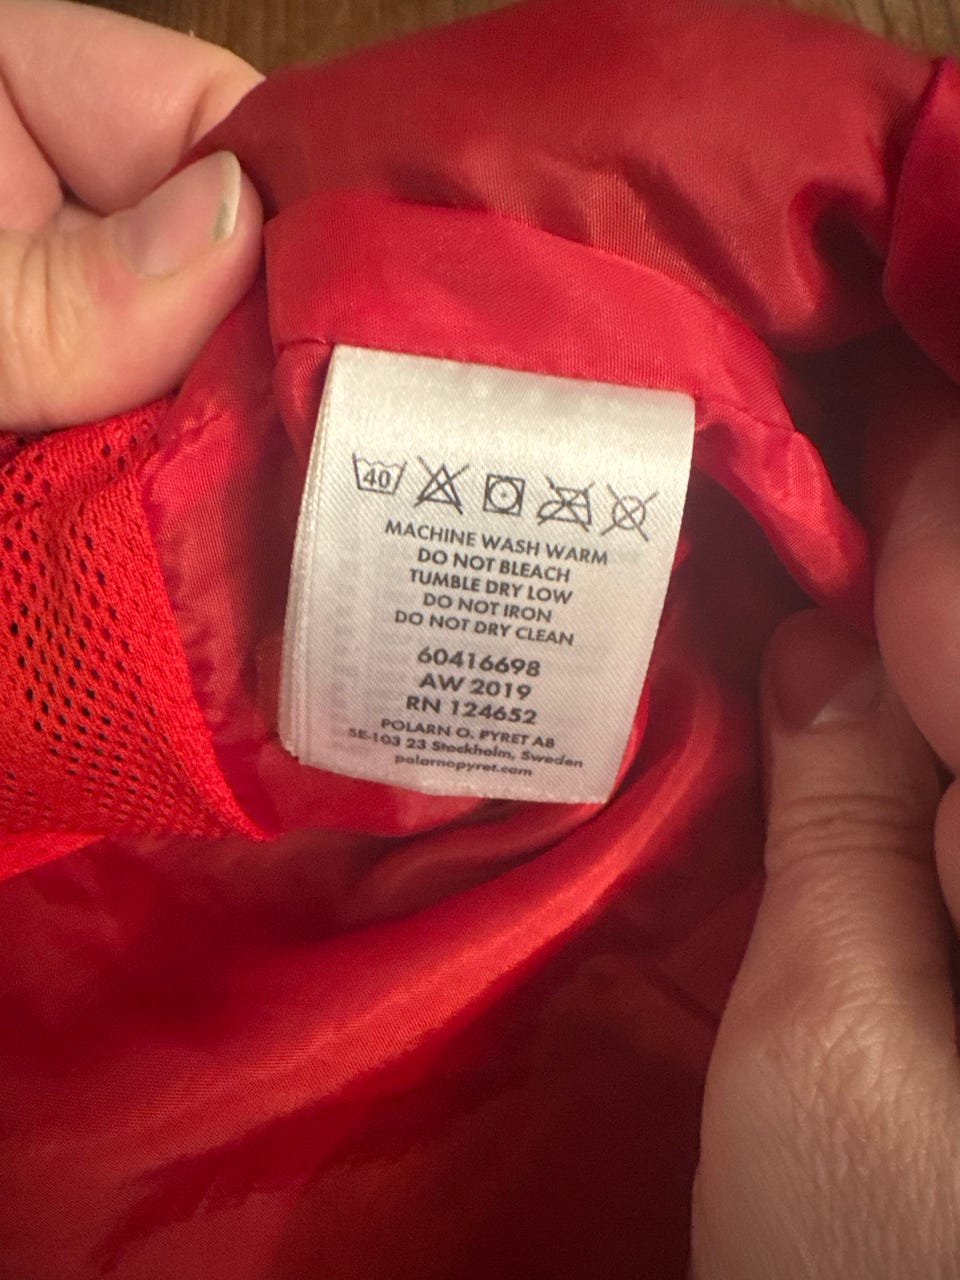 40
MACHINE WASH WARM
DO NOT BLEACH
TUMBLE DRY LOW
DO NOT IRON
DO NOT DRY CLEAN
60416698
AW 2019
RN 124652
POLARN O. PYRET AB
SE-103 23 Stockholm, Sweden
polarnopyret.com